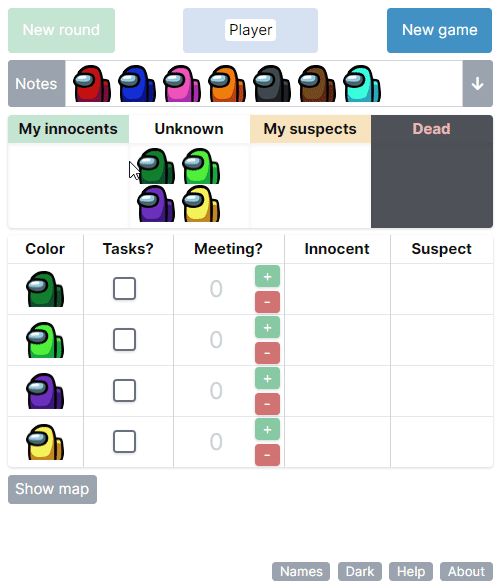 New round Player New game
Notes
My innocents Unknown My suspects Dead
Color Tasks? Meeting? Innocent Suspect
0 +
-
0 +
-
0 +
-
0 +
-
Show map
Names Dark Help About